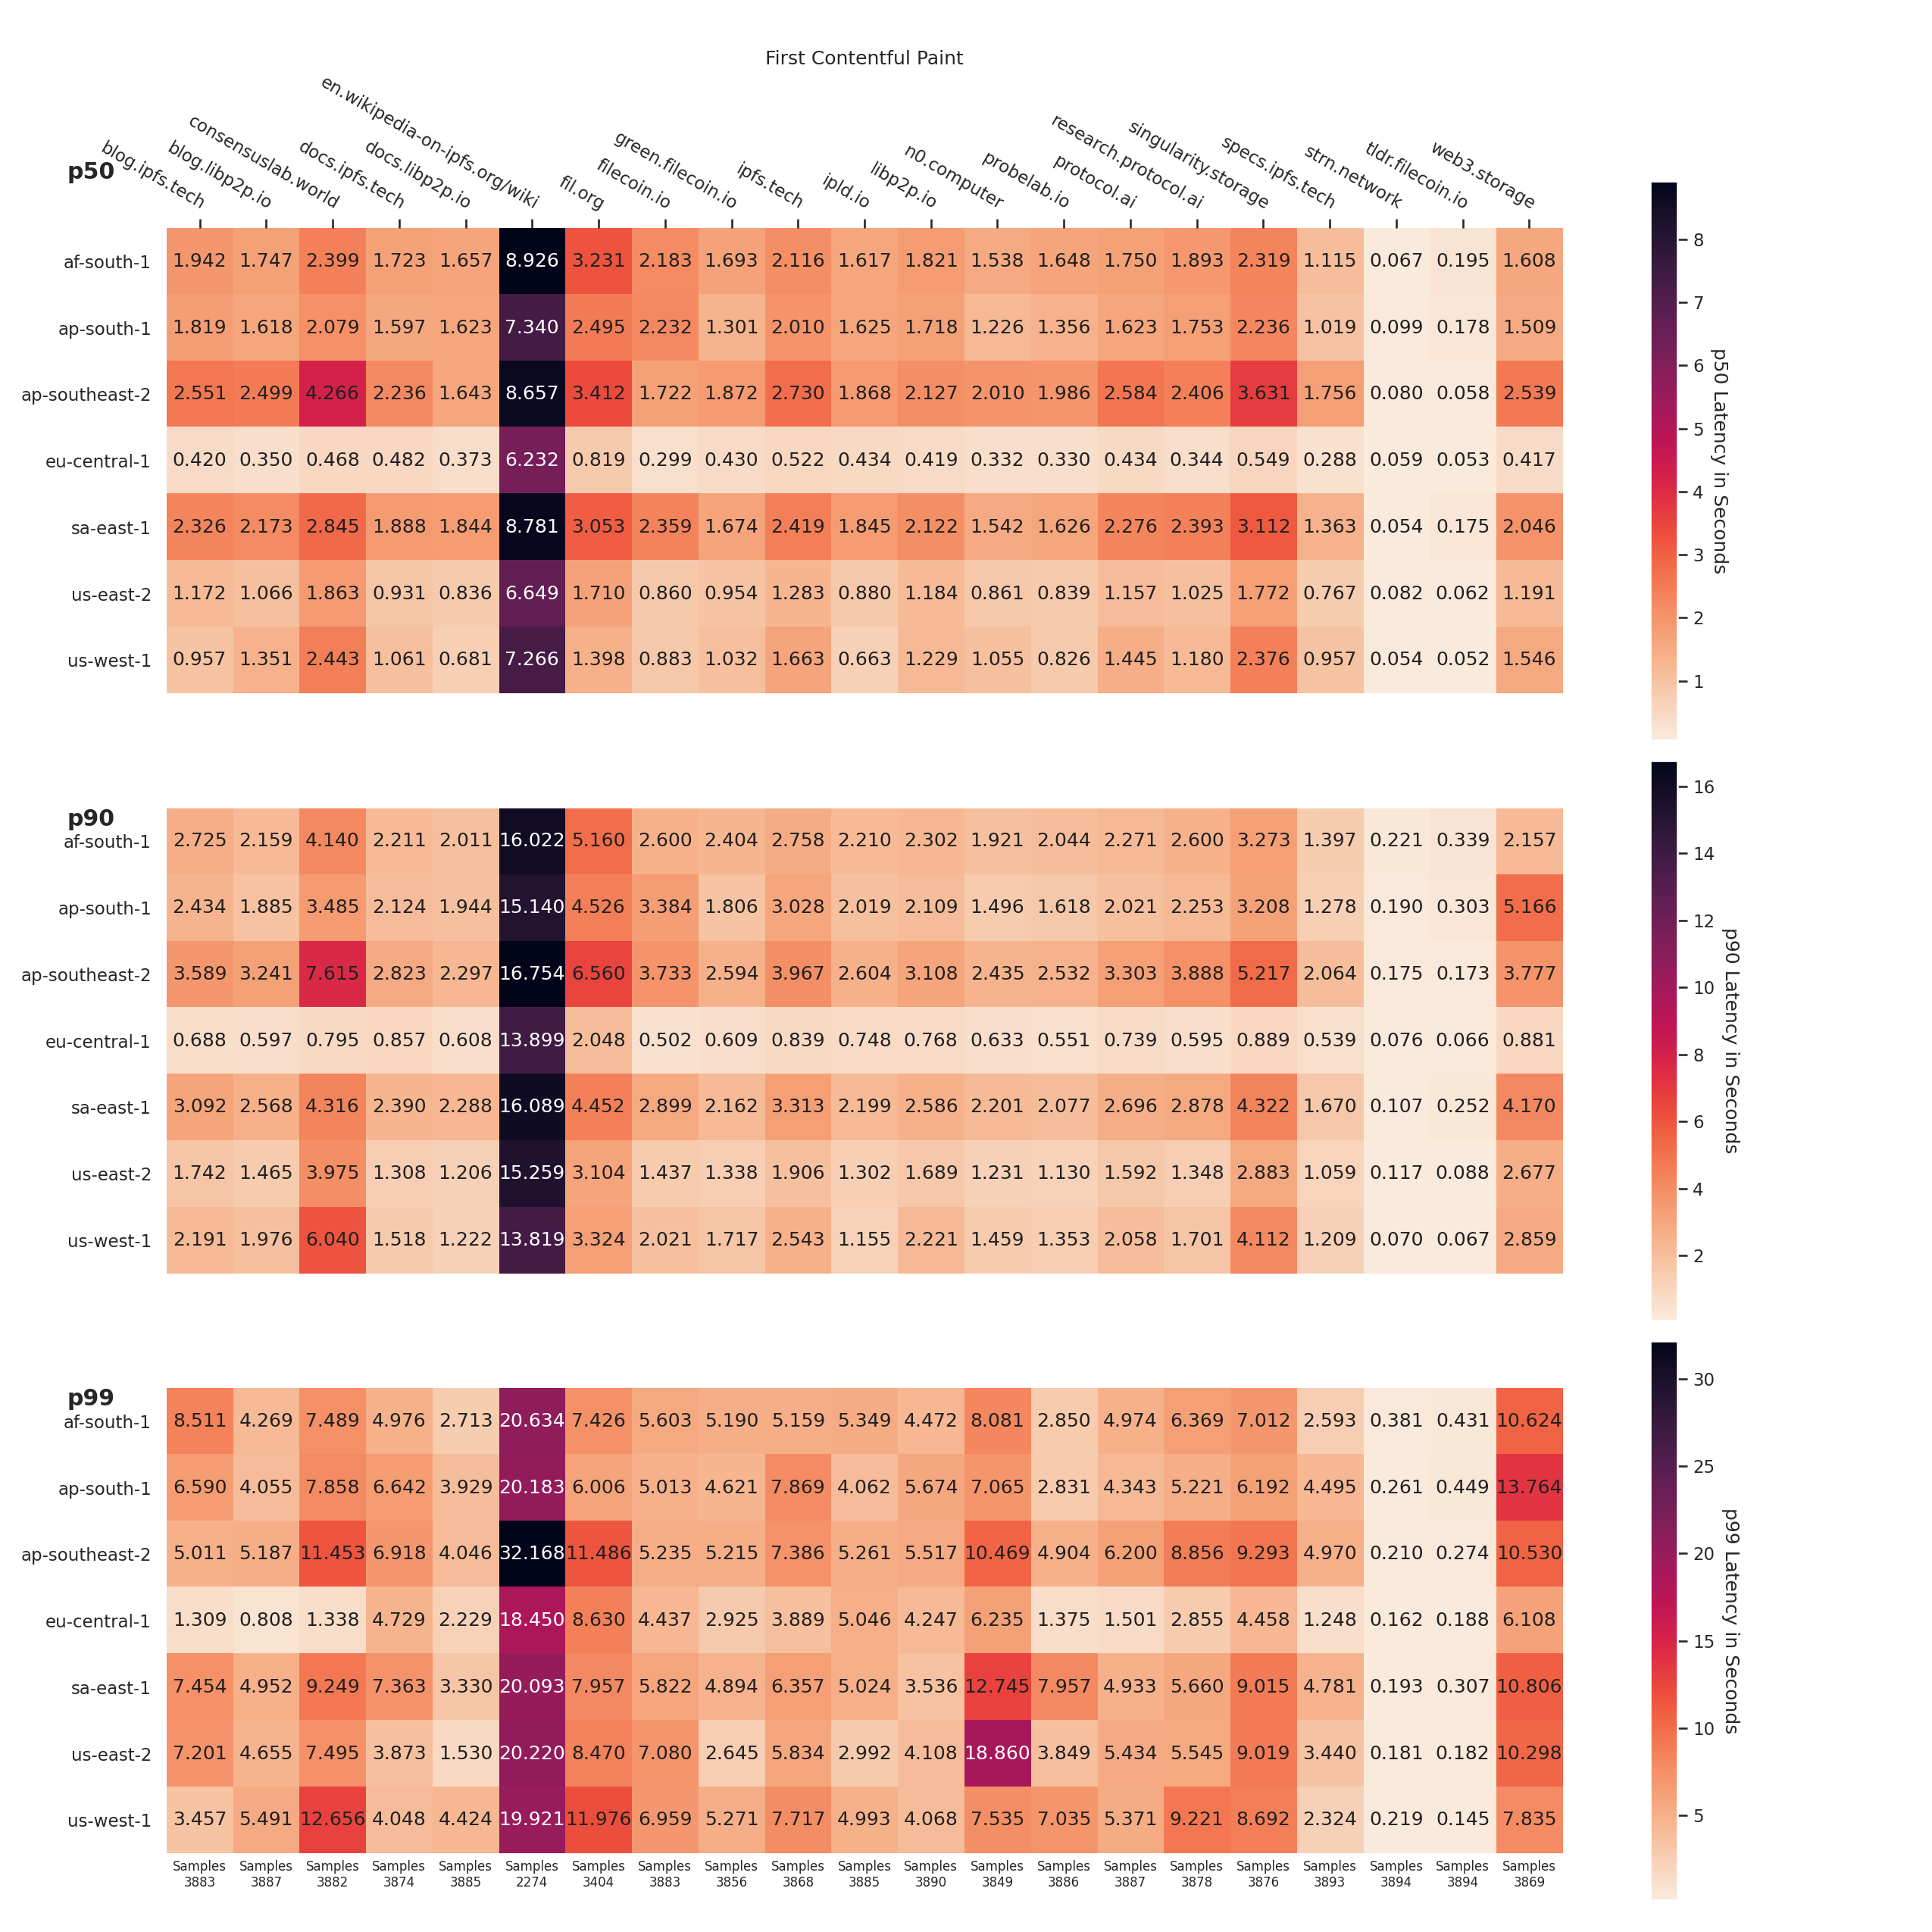 First Contentful Paint
p50
blog.ipfs.tech
blog.libp2p.io
consensuslab.world
docs.ipfs.tech
docs.libp2p.io
en.wikipedia-on-ipfs.org/wiki
fil.org
filecoin.io
green.filecoin.io
ipfs.tech
ipld.io
libp2p.io
n0.computer
probelab.io
protocol.ai
research.protocol.ai
singularity.storage
specs.ipfs.tech
strn.network
tldr.filecoin.io
web3.storage
af-south-1 1.942 1.747 2.399 1.723 1.657 8.926 3.231 2.183 1.693 2.116 1.617 1.821 1.538 1.648 1.750 1.893 2.319 1.115 0.067 0.195 1.608
ap-south-1 1.819 1.618 2.079 1.597 1.623 7.340 2.495 2.232 1.301 2.010 1.625 1.718 1.226 1.356 1.623 1.753 2.236 1.019 0.099 0.178 1.509
ap-southeast-2 2.551 2.499 4.266 2.236 1.643 8.657 3.412 1.722 1.872 2.730 1.868 2.127 2.010 1.986 2.584 2.406 3.631 1.756 0.080 0.058 2.539
eu-central-1 0.420 0.350 0.468 0.482 0.373 6.232 0.819 0.299 0.430 0.522 0.434 0.419 0.332 0.330 0.434 0.344 0.549 0.288 0.059 0.053 0.417
sa-east-1 2.326 2.173 2.845 1.888 1.844 8.781 3.053 2.359 1.674 2.419 1.845 2.122 1.542 1.626 2.276 2.393 3.112 1.363 0.054 0.175 2.046
us-east-2 1.172 1.066 1.863 0.931 0.836 6.649 1.710 0.860 0.954 1.283 0.880 1.184 0.861 0.839 1.157 1.025 1.772 0.767 0.082 0.062 1.191
us-west-1 0.957 1.351 2.443 1.061 0.681 7.266 1.398 0.883 1.032 1.663 0.663 1.229 1.055 0.826 1.445 1.180 2.376 0.957 0.054 0.052 1.546
8
7
6
5
4
3
2
1
p50 Latency in Seconds
p90
af-south-1 2.725 2.159 4.140 2.211 2.011 16.022 5.160 2.600 2.404 2.758 2.210 2.302 1.921 2.044 2.271 2.600 3.273 1.397 0.221 0.339 2.157
ap-south-1 2.434 1.885 3.485 2.124 1.944 15.140 4.526 3.384 1.806 3.028 2.019 2.109 1.496 1.618 2.021 2.253 3.208 1.278 0.190 0.303 5.166
ap-southeast-2 3.589 3.241 7.615 2.823 2.297 16.754 6.560 3.733 2.594 3.967 2.604 3.108 2.435 2.532 3.303 3.888 5.217 2.064 0.175 0.173 3.777
eu-central-1 0.688 0.597 0.795 0.857 0.608 13.899 2.048 0.502 0.609 0.839 0.748 0.768 0.633 0.551 0.739 0.595 0.889 0.539 0.076 0.066 0.881
sa-east-1 3.092 2.568 4.316 2.390 2.288 16.089 4.452 2.899 2.162 3.313 2.199 2.586 2.201 2.077 2.696 2.878 4.322 1.670 0.107 0.252 4.170
us-east-2 1.742 1.465 3.975 1.308 1.206 15.259 3.104 1.437 1.338 1.906 1.302 1.689 1.231 1.130 1.592 1.348 2.883 1.059 0.117 0.088 2.677
us-west-1 2.191 1.976 6.040 1.518 1.222 13.819 3.324 2.021 1.717 2.543 1.155 2.221 1.459 1.353 2.058 1.701 4.112 1.209 0.070 0.067 2.859
16
14
12
10
8
6
4
2
p90 Latency in Seconds
p99
af-south-1 8.511 4.269 7.489 4.976 2.713 20.634 7.426 5.603 5.190 5.159 5.349 4.472 8.081 2.850 4.974 6.369 7.012 2.593 0.381 0.431 10.624
ap-south-1 6.590 4.055 7.858 6.642 3.929 20.183 6.006 5.013 4.621 7.869 4.062 5.674 7.065 2.831 4.343 5.221 6.192 4.495 0.261 0.449 13.764
ap-southeast-2 5.011 5.187 11.453 6.918 4.046 32.168 11.486 5.235 5.215 7.386 5.261 5.517 10.469 4.904 6.200 8.856 9.293 4.970 0.210 0.274 10.530
eu-central-1 1.309 0.808 1.338 4.729 2.229 18.450 8.630 4.437 2.925 3.889 5.046 4.247 6.235 1.375 1.501 2.855 4.458 1.248 0.162 0.188 6.108
sa-east-1 7.454 4.952 9.249 7.363 3.330 20.093 7.957 5.822 4.894 6.357 5.024 3.536 12.745 7.957 4.933 5.660 9.015 4.781 0.193 0.307 10.806
us-east-2 7.201 4.655 7.495 3.873 1.530 20.220 8.470 7.080 2.645 5.834 2.992 4.108 18.860 3.849 5.434 5.545 9.019 3.440 0.181 0.182 10.298
us-west-1 3.457 5.491 12.656 4.048 4.424 19.921 11.976 6.959 5.271 7.717 4.993 4.068 7.535 7.035 5.371 9.221 8.692 2.324 0.219 0.145 7.835
Samples Samples Samples Samples Samples Samples Samples Samples Samples Samples Samples Samples Samples Samples Samples Samples Samples Samples Samples Samples Samples
3883 3887 3882 3874 3885 2274 3404 3883 3856 3868 3885 3890 3849 3886 3887 3878 3876 3893 3894 3894 3869
30
25
20
15
10
5
p99 Latency in Seconds